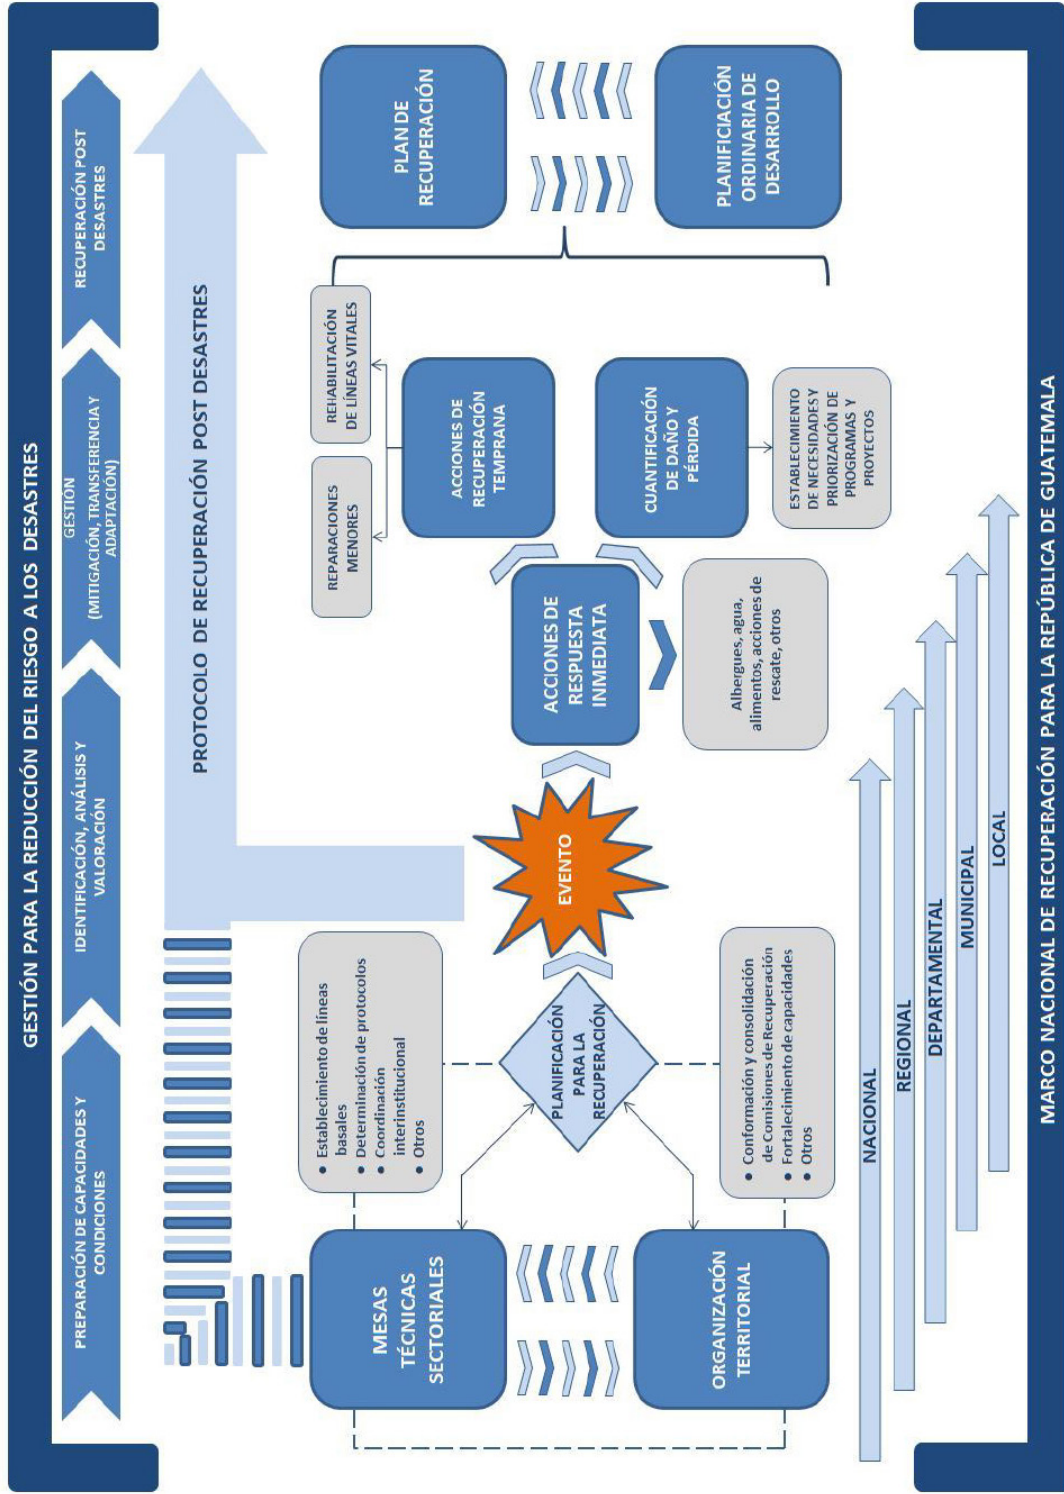 GESTIÓN PARA LA REDUCCIÓN DEL RIESGO A LOS DESASTRES
PREPARACIÓN DE CAPACIDADES Y
CONDICIONES
IDENTIFICACIÓN, ANÁLISIS Y
VALORACIÓN
GESTIÓN
(MITIGACIÓN, TRANSFERENCIA Y
ADAPTACIÓN)
RECUPERACIÓN POST
DESASTRES
PROTOCOLO DE RECUPERACIÓN POST DESASTRES
MESAS
TÉCNICAS
SECTORIALES
• Establecimiento de líneas
basales
• Determinación de protocolos
• Coordinación
interinstitucional
• Otros
PLANIFICACIÓN
PARA LA
RECUPERACIÓN
ORGANIZACIÓN
TERRITORIAL
• Conformación y consolidación
de Comisiones de Recuperación
• Fortalecimiento de capacidades
• Otros
EVENTO
ACCIONES DE
RESPUESTA
INMEDIATA
Albergues, agua,
alimentos, acciones de
rescate, otros
REPARACIONES
MENORES
REHABILITACIÓN
DE LÍNEAS VITALES
ACCIONES DE
RECUPERACIÓN
TEMPRANA
CUANTIFICACIÓN
DE DAÑO Y
PÉRDIDA
ESTABLECIMIENTO
DE NECESIDADES Y
PRIORIZACIÓN DE
PROGRAMAS Y
PROYECTOS
PLAN DE
RECUPERACIÓN
PLANIFICIACIÓN
ORDINARIA DE
DESARROLLO
NACIONAL
REGIONAL
DEPARTAMENTAL
MUNICIPAL
LOCAL
MARCO NACIONAL DE RECUPERACIÓN PARA LA REPÚBLICA DE GUATEMALA